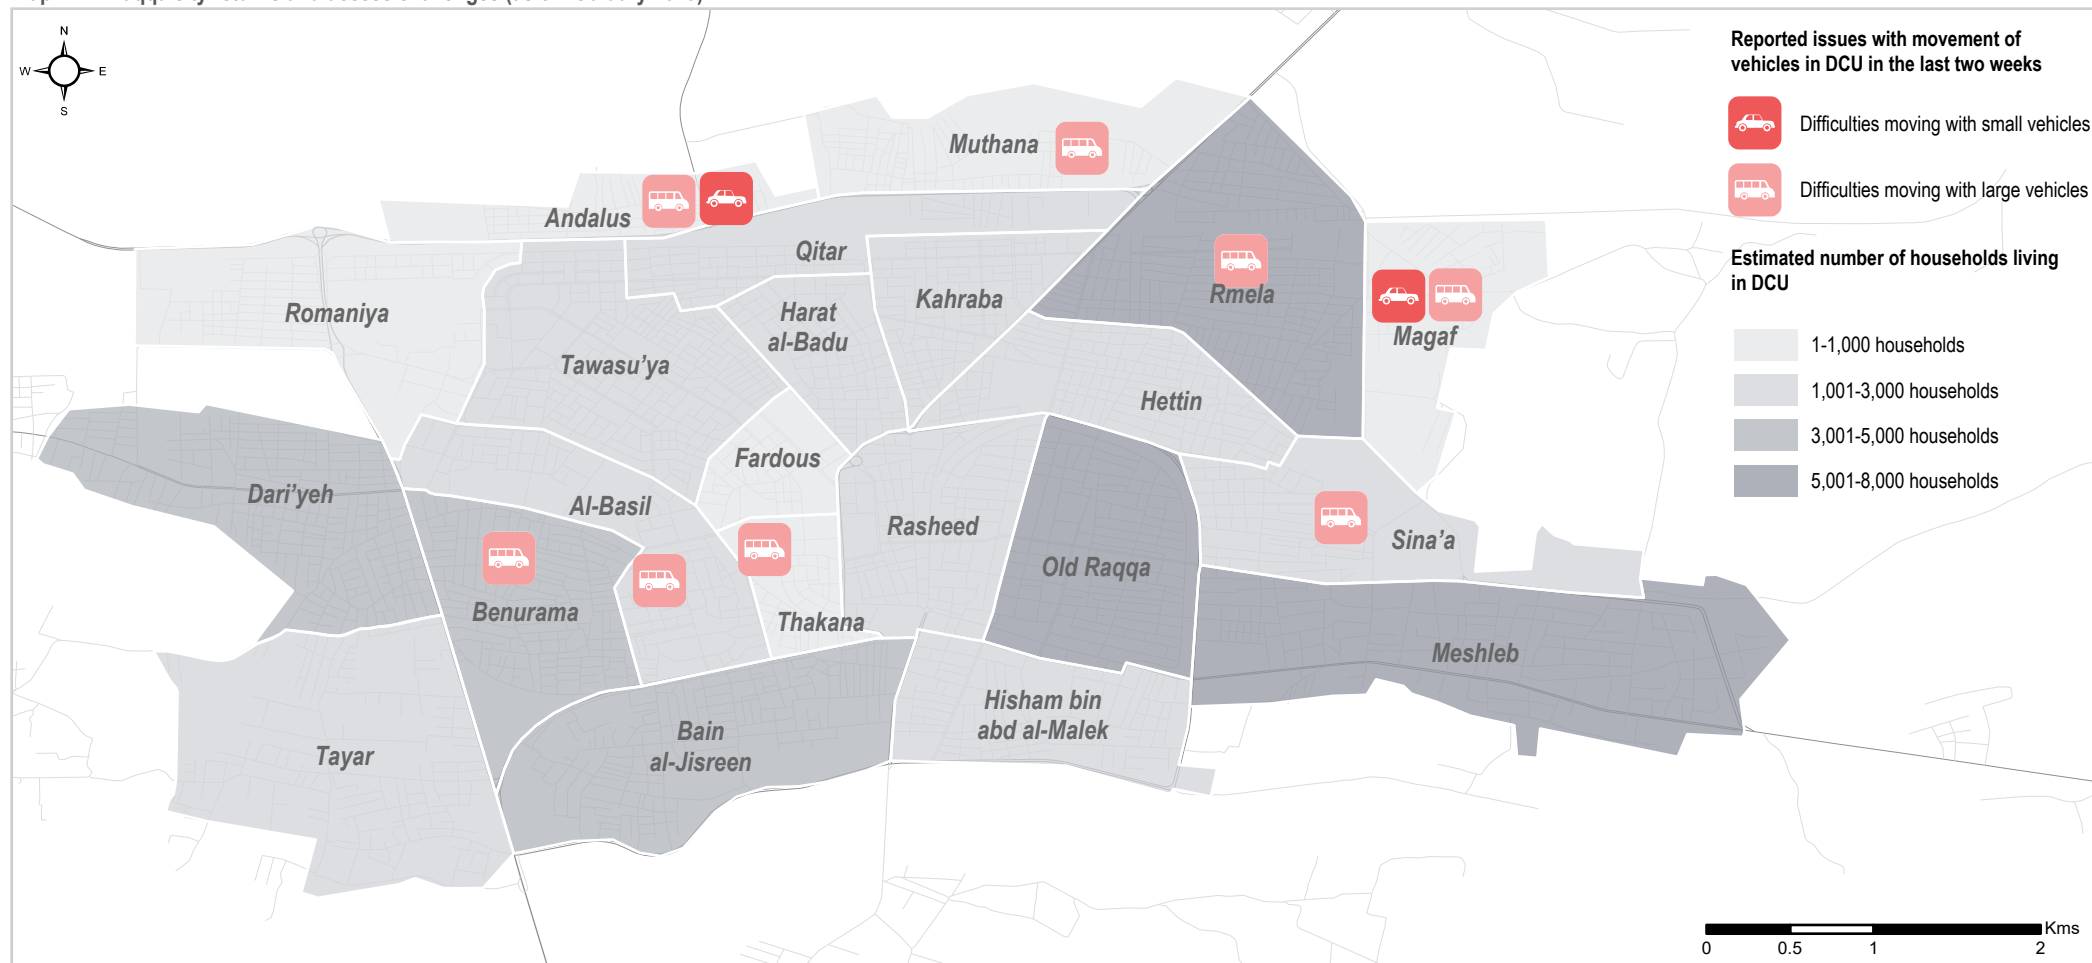 N
W E
S
Reported issues with movement of
vehicles in DCU in the last two weeks
Difficulties moving with small vehicles
Difficulties moving with large vehicles
Estimated number of households living
in DCU
1-1,000 households
1,001-3,000 households
3,001-5,000 households
5,001-8,000 households
Muthana
Andalus
Qitar
Romaniya
Harat
al-Badu
Kahraba
Rmela
Magaf
Tawasu’ya
Hettin
Fardous
Dari’yeh
Al-Basil
Rasheed
Sina’a
Old Raqqa
Benurama
Thakana
Meshleb
Hisham bin
abd al-Malek
Bain
al-Jisreen
Tayar
Kms
0 0.5 1 2